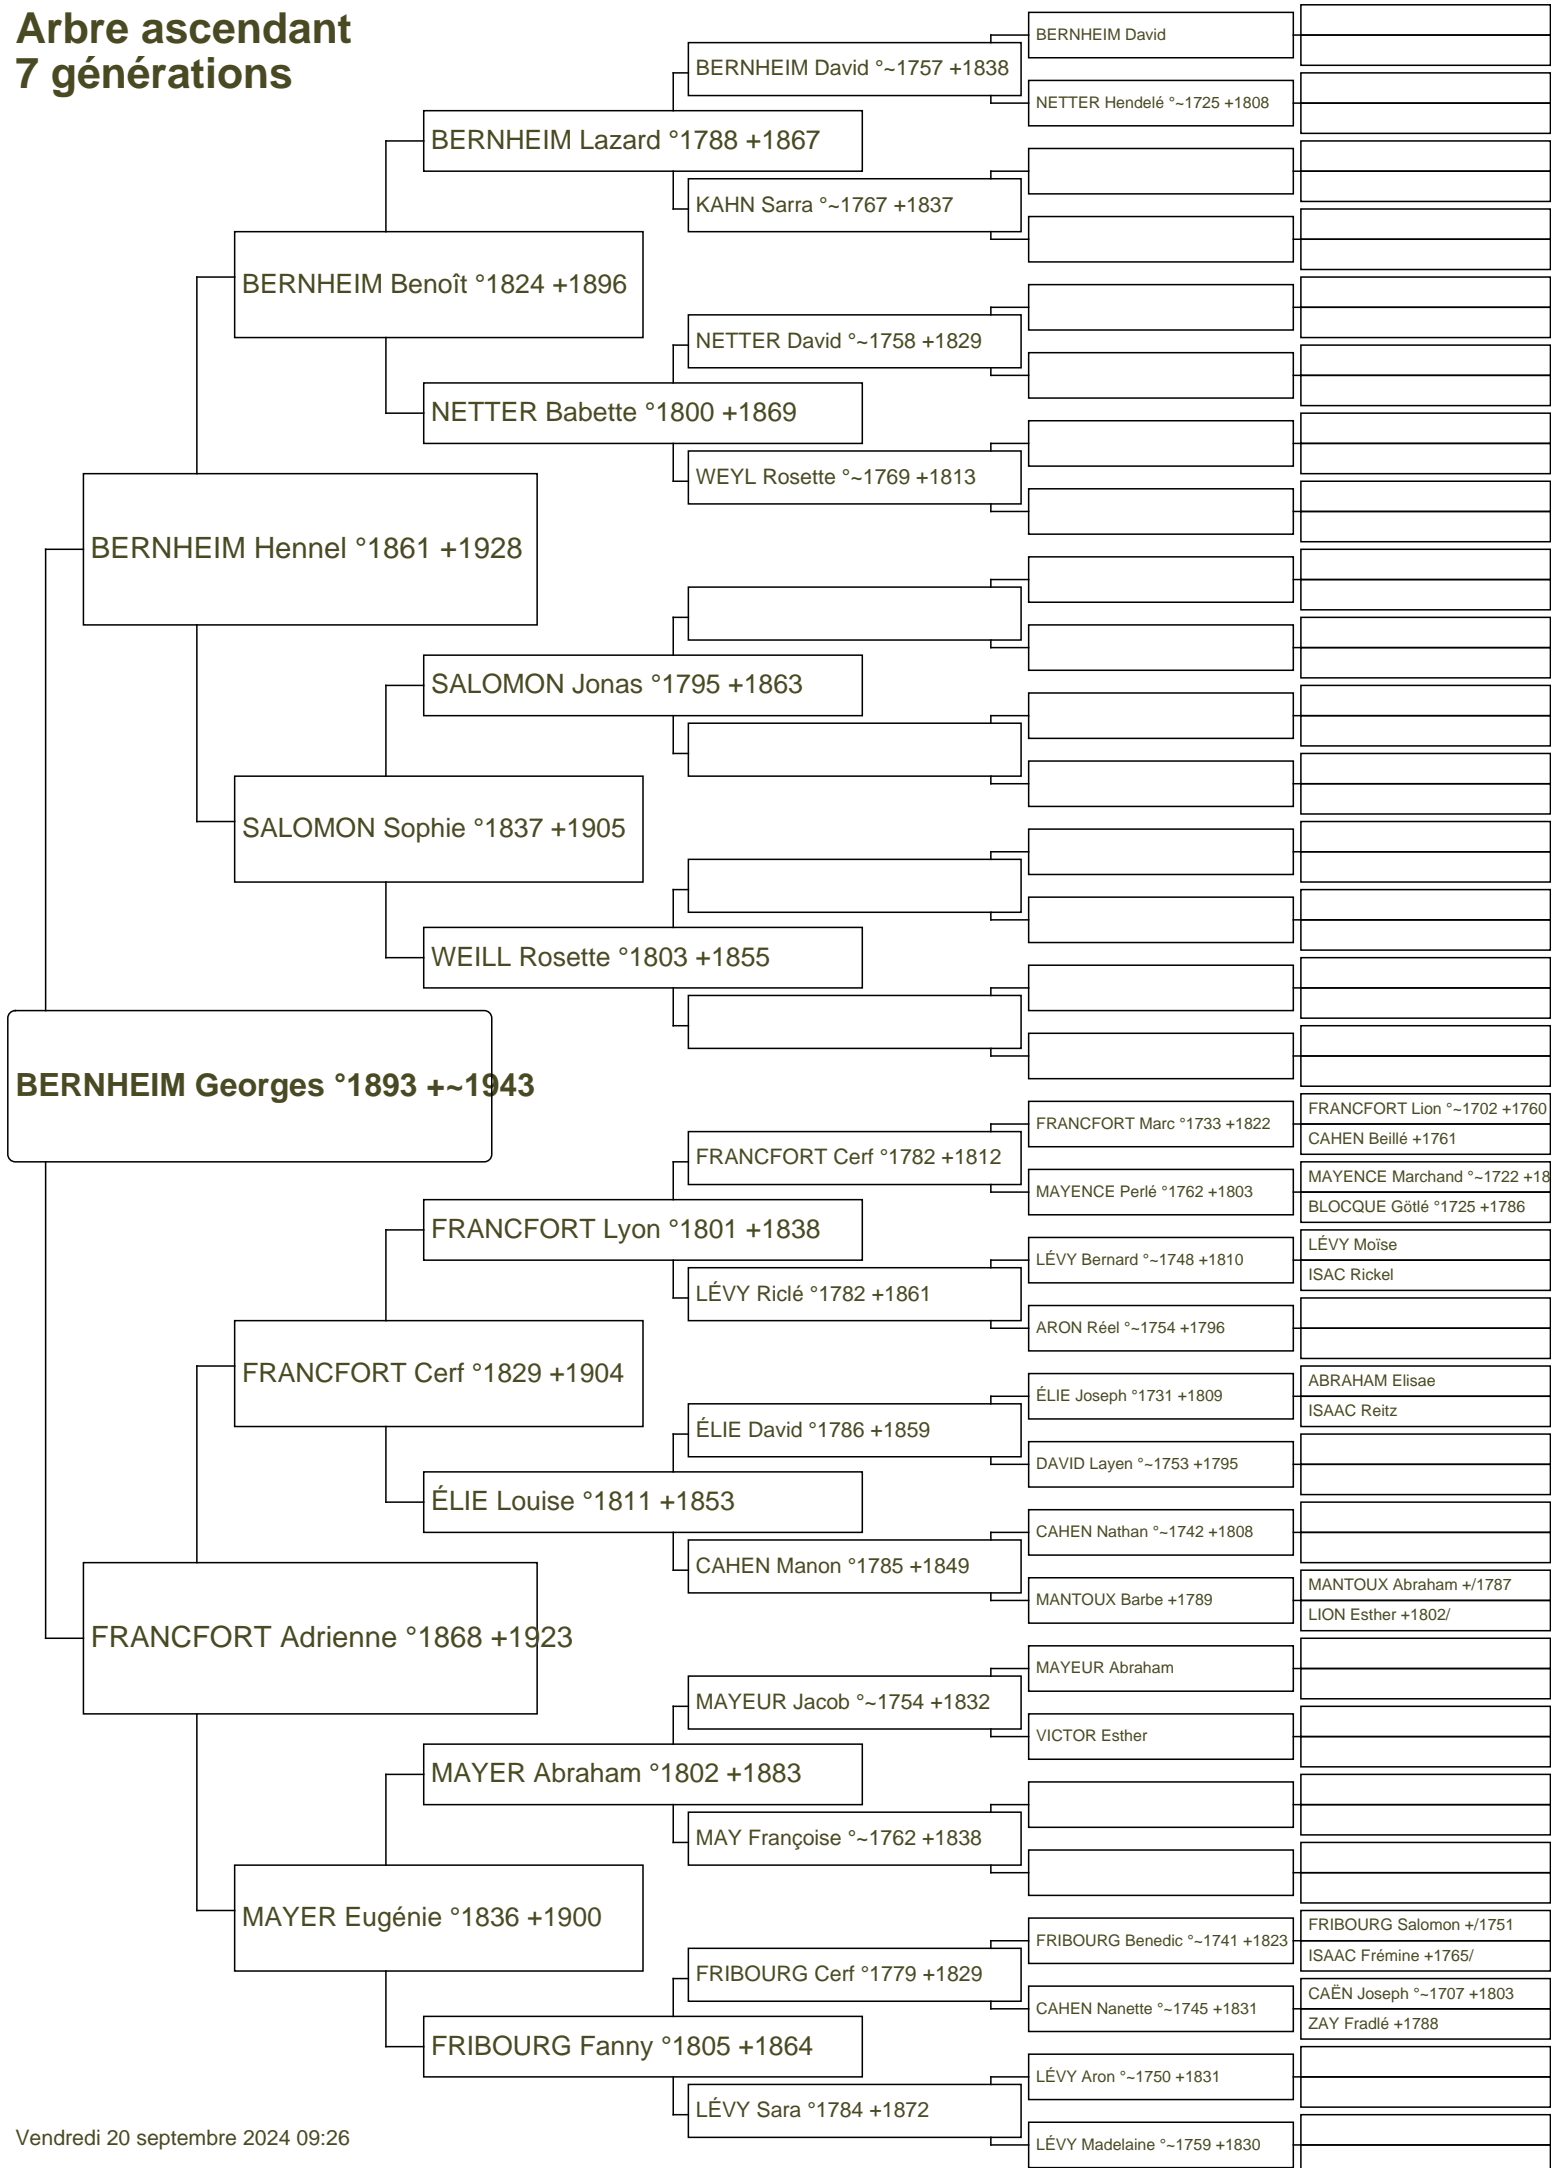 Arbre ascendant
7 générations
BERNHEIM David
BERNHEIM David °~1757 +1838
NETTER Hendelé °~1725 +1808
BERNHEIM Lazard °1788 +1867
KAHN Sarra °~1767 +1837
BERNHEIM Benoît °1824 +1896
NETTER David °~1758 +1829
NETTER Babette °1800 +1869
WEYL Rosette °~1769 +1813
BERNHEIM Hennel °1861 +1928
SALOMON Jonas °1795 +1863
SALOMON Sophie °1837 +1905
WEILL Rosette °1803 +1855
BERNHEIM Georges °1893 +~1943
FRANCFORT Lion °~1702 +1760
FRANCFORT Marc °1733 +1822
CAHEN Beillé +1761
FRANCFORT Cerf °1782 +1812
MAYENCE Marchand °~1722 +18
MAYENCE Perlé °1762 +1803
BLOCQUE Götlé °1725 +1786
FRANCFORT Lyon °1801 +1838
LÉVY Moïse
LÉVY Bernard °~1748 +1810
ISAC Rickel
LÉVY Riclé °1782 +1861
ARON Réel °~1754 +1796
FRANCFORT Cerf °1829 +1904
ABRAHAM Elisae
ÉLIE Joseph °1731 +1809
ISAAC Reitz
ÉLIE David °1786 +1859
DAVID Layen °~1753 +1795
ÉLIE Louise °1811 +1853
CAHEN Nathan °~1742 +1808
CAHEN Manon °1785 +1849
MANTOUX Abraham +/1787
MANTOUX Barbe +1789
LION Esther +1802/
FRANCFORT Adrienne °1868 +1923
MAYEUR Abraham
MAYEUR Jacob °~1754 +1832
VICTOR Esther
MAYER Abraham °1802 +1883
MAY Françoise °~1762 +1838
MAYER Eugénie °1836 +1900
FRIBOURG Salomon +/1751
FRIBOURG Benedic °~1741 +1823
ISAAC Frémine +1765/
FRIBOURG Cerf °1779 +1829
CAËN Joseph °~1707 +1803
CAHEN Nanette °~1745 +1831
ZAY Fradlé +1788
FRIBOURG Fanny °1805 +1864
LÉVY Aron °~1750 +1831
LÉVY Sara °1784 +1872
LÉVY Madelaine °~1759 +1830
Vendredi 20 septembre 2024 09:26